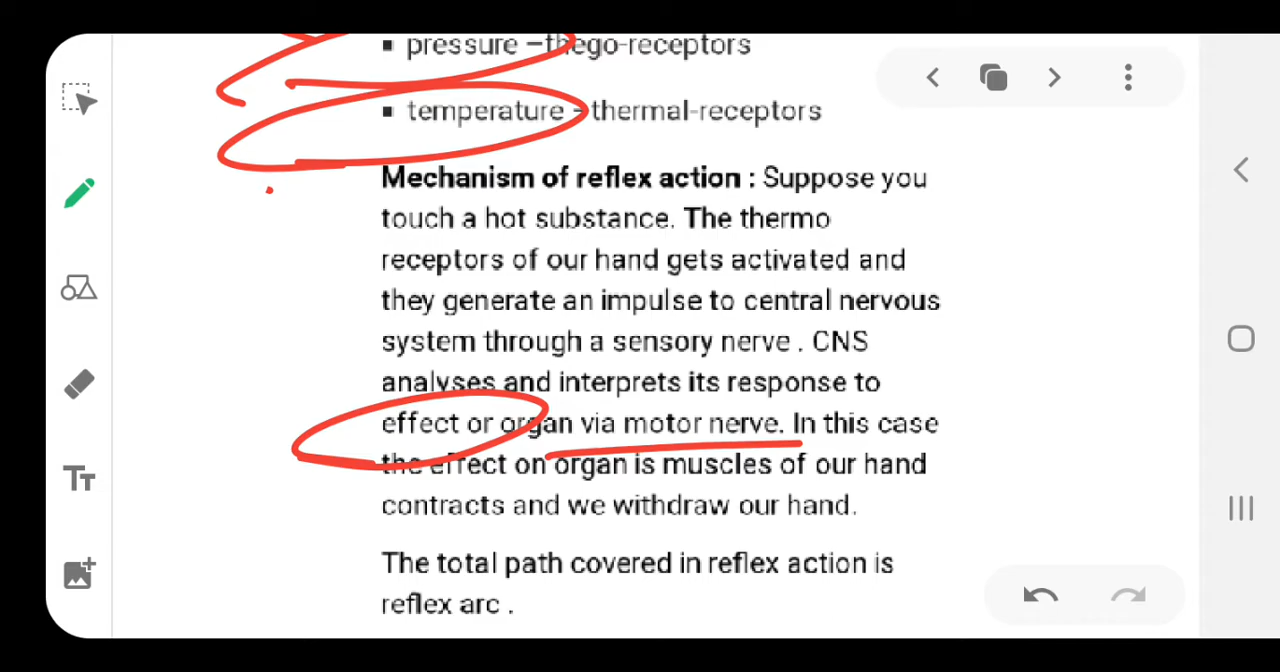 ▪ pressure –thego-receptors
▪ temperature –thermal-receptors
Mechanism of reflex action : Suppose you
touch a hot substance. The thermo
receptors of our hand gets activated and
they generate an impulse to central nervous
system through a sensory nerve . CNS
analyses and interprets its response to
effect or organ via motor nerve. In this case
the effect on organ is muscles of our hand
contracts and we withdraw our hand.
The total path covered in reflex action is
reflex arc .
TT